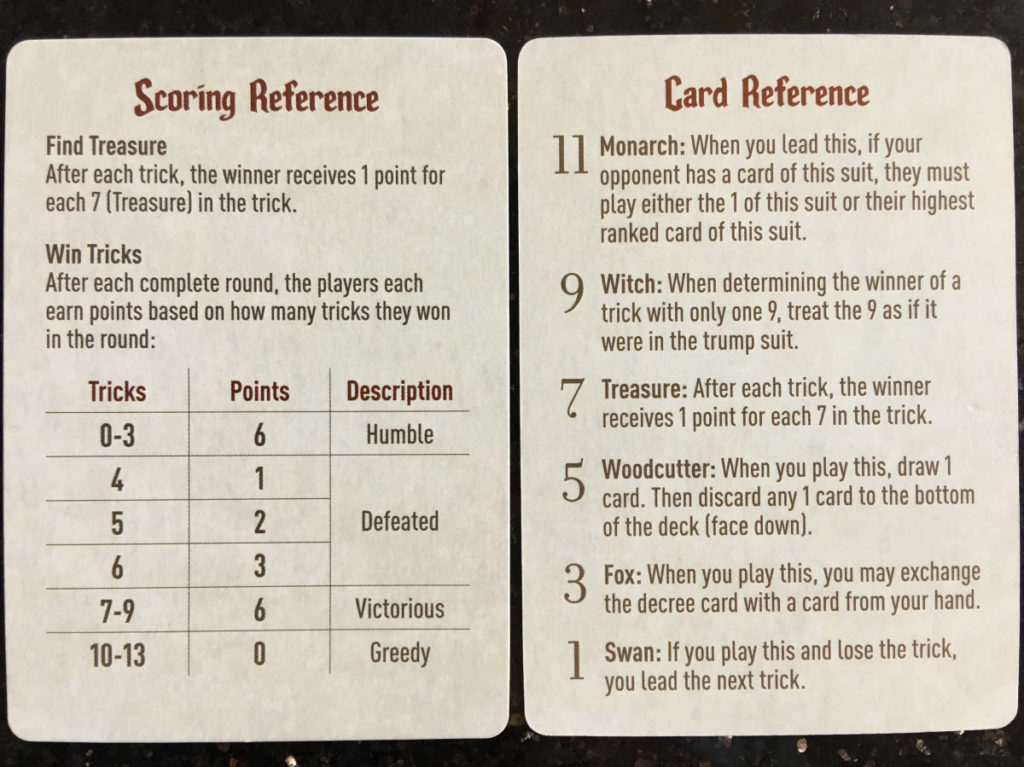 Scoring Reference
Find Treasure
After each trick, the winner receives 1 point for
each 7 (Treasure) in the trick.
Win Tricks
After each complete round, the players each
earn points based on how many tricks they won
in the round:
Tricks Points Description
0-3 6 Humble
4 1
5 2 Defeated
6 3
7-9 6 Victorious
10-13 0 Greedy
Card Reference
11 Monarch: When you lead this, if your
opponent has a card of this suit, they must
play either the 1 of this suit or their highest
ranked card of this suit.
9 Witch: When determining the winner of a
trick with only one 9, treat the 9 as if it
were in the trump suit.
7 Treasure: After each trick, the winner
receives 1 point for each 7 in the trick.
5 Woodcutter: When you play this, draw 1
card. Then discard any 1 card to the bottom
of the deck (face down).
3 Fox: When you play this, you may exchange
the decree card with a card from your hand.
1 Swan: If you play this and lose the trick,
you lead the next trick.